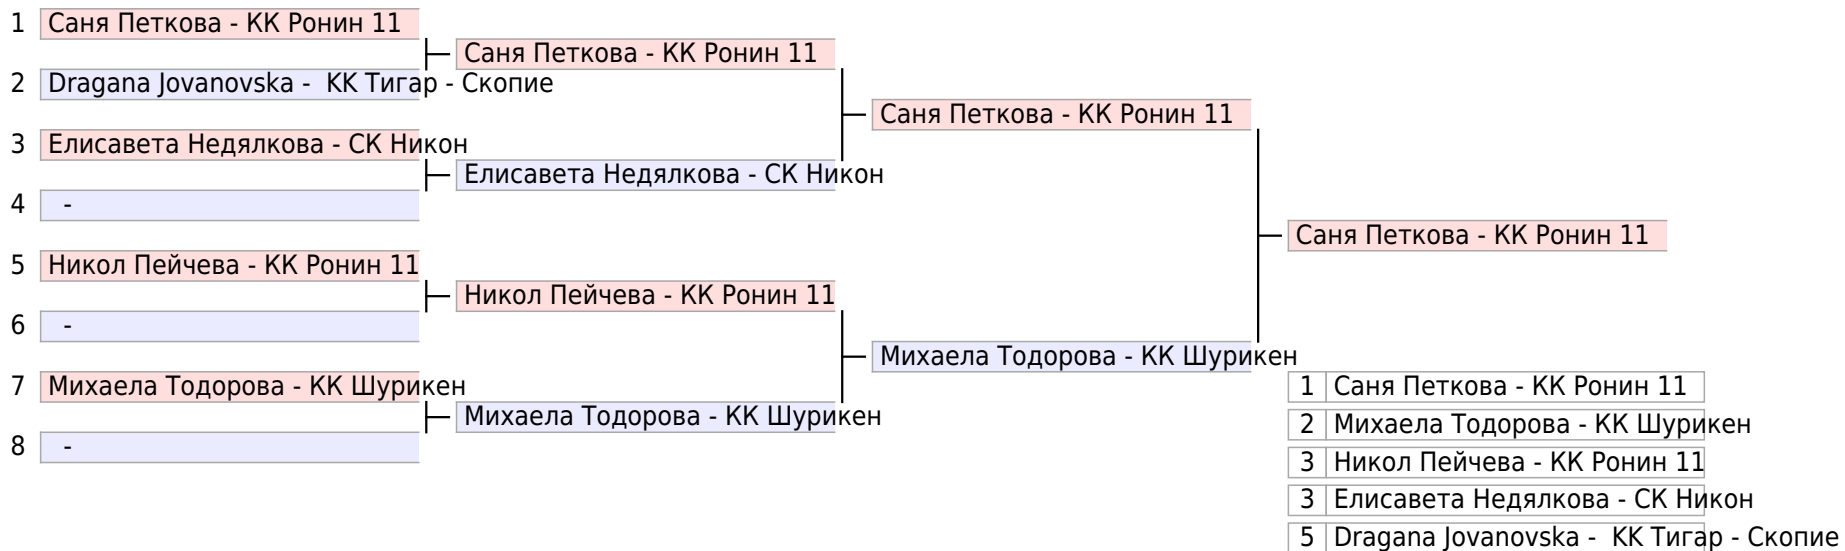 1 Саня Петкова - КК Ронин 11
Саня Петкова - КК Ронин 11
2 Dragana Jovanovska -  КК Тигар - Скопие
Саня Петкова - КК Ронин 11
3 Елисавета Недялкова - СК Никон
Елисавета Недялкова - СК Никон
4 -
Саня Петкова - КК Ронин 11
5 Никол Пейчева - КК Ронин 11
Никол Пейчева - КК Ронин 11
6 -
Михаела Тодорова - КК Шурикен
7 Михаела Тодорова - КК Шурикен
Михаела Тодорова - КК Шурикен
8 -
1 Саня Петкова - КК Ронин 11
2 Михаела Тодорова - КК Шурикен
3 Никол Пейчева - КК Ронин 11
3 Елисавета Недялкова - СК Никон
5 Dragana Jovanovska -  КК Тигар - Скопие